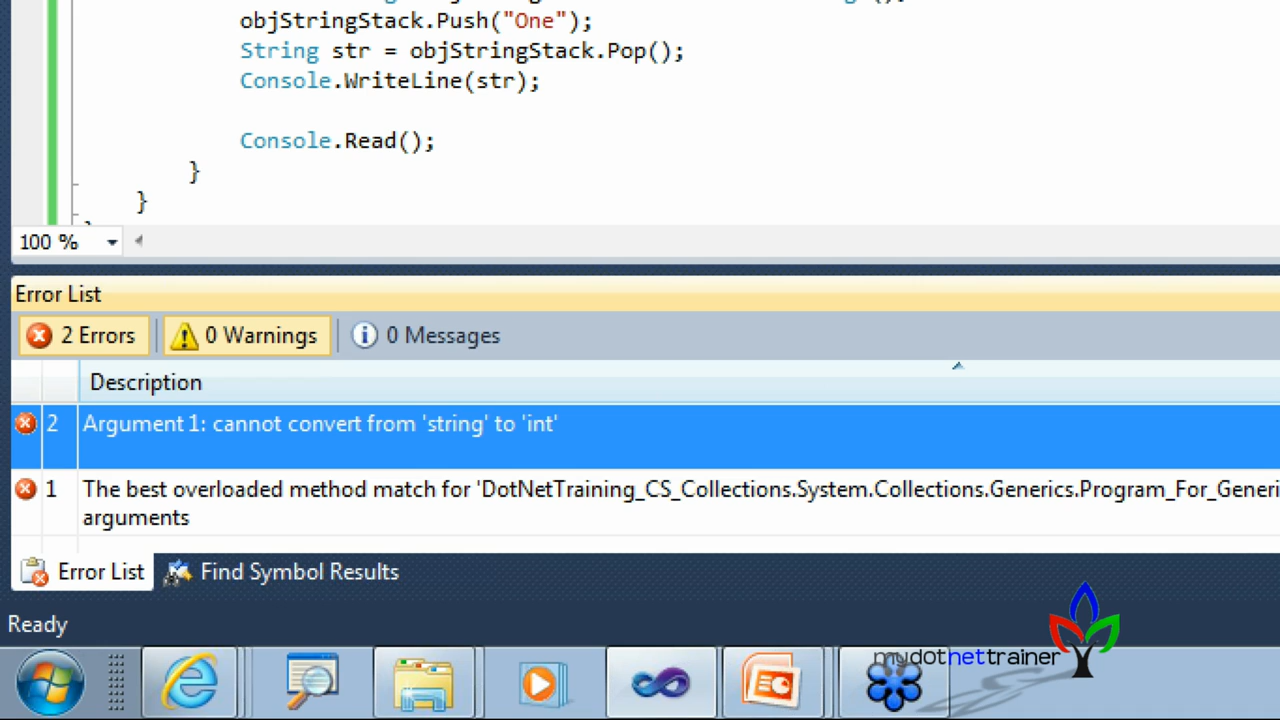 objStringStack.Push("One");
String str = objStringStack.Pop();
Console.WriteLine(str);
Console.Read();
}
}
100 %
Error List
2 Errors
0 Warnings
0 Messages
Description
2 Argument 1: cannot convert from 'string' to 'int'
1 The best overloaded method match for 'DotNetTraining_CS_Collections.System.Collections.Generics.Program_For_Generi
arguments
Error List
Find Symbol Results
Ready
mydotnettrainer